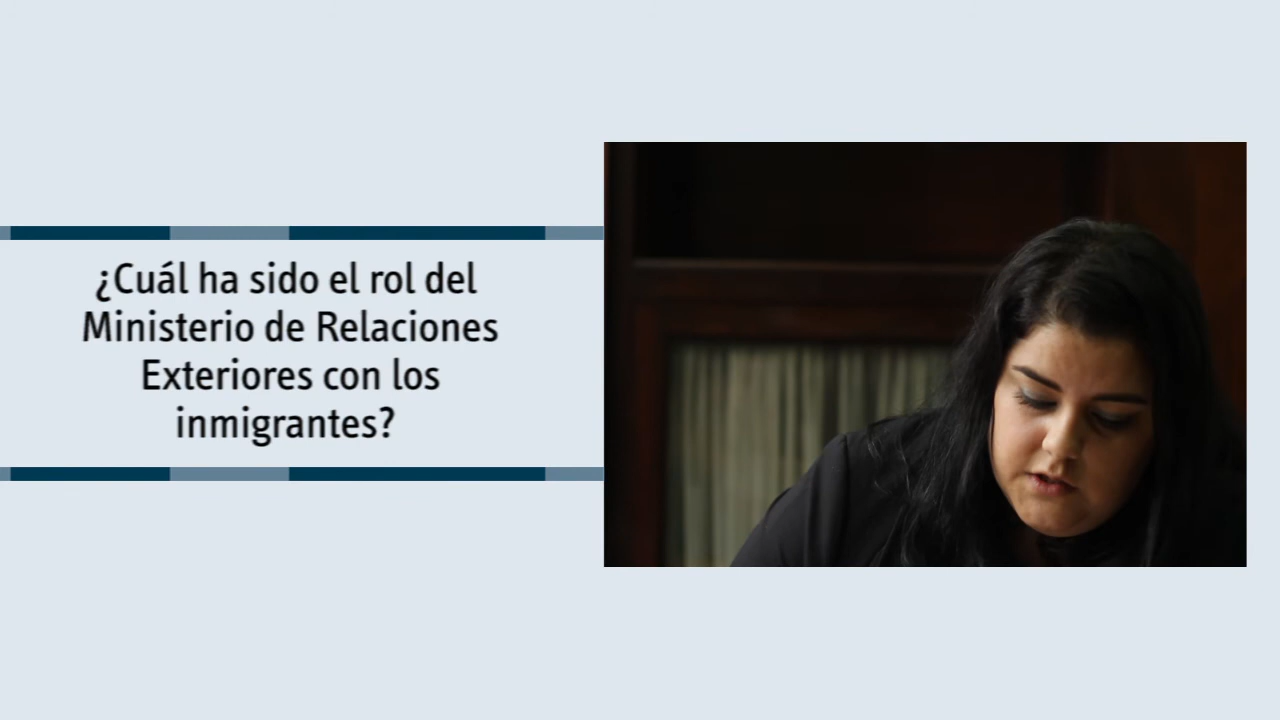 ¿Cuál ha sido el rol del
Ministerio de Relaciones
Exteriores con los
inmigrantes?